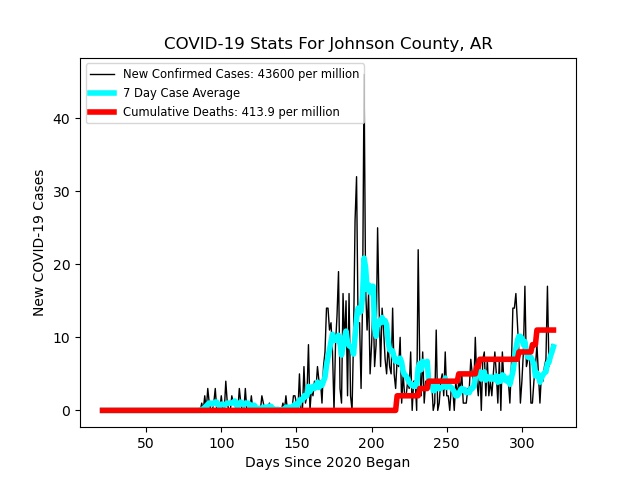 COVID-19 Stats For Johnson County, AR
New Confirmed Cases: 43600 per million
7 Day Case Average
Cumulative Deaths: 413.9 per million
New COVID-19 Cases
40
30
20
10
0
50 100 150 200 250 300
Days Since 2020 Began